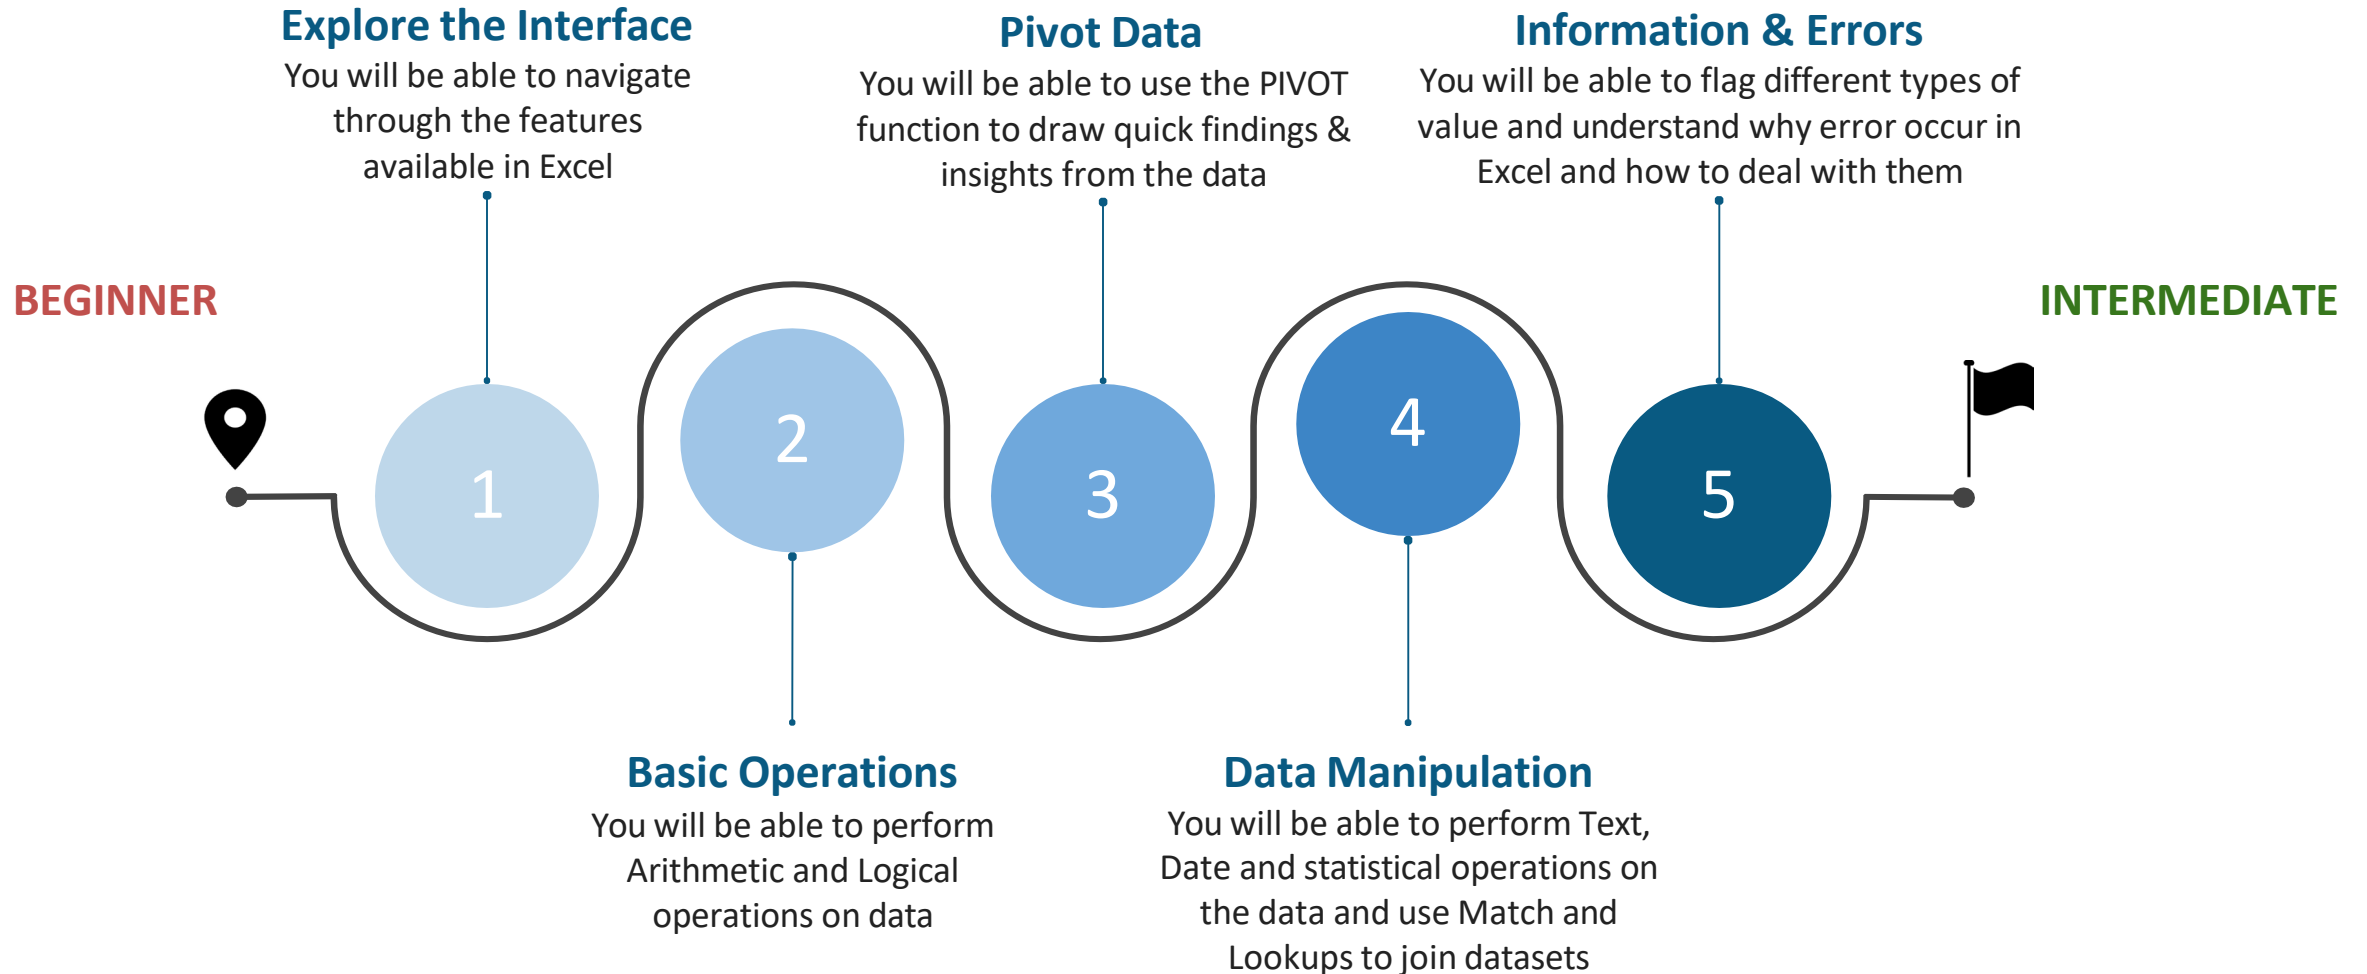 Explore the Interface
You will be able to navigate
through the features
available in Excel
Pivot Data
You will be able to use the PIVOT
function to draw quick findings &
insights from the data
Information & Errors
You will be able to flag different types of
value and understand why error occur in
Excel and how to deal with them
BEGINNER
INTERMEDIATE
1
2
3
4
5
Basic Operations
You will be able to perform
Arithmetic and Logical
operations on data
Data Manipulation
You will be able to perform Text,
Date and statistical operations on
the data and use Match and
Lookups to join datasets